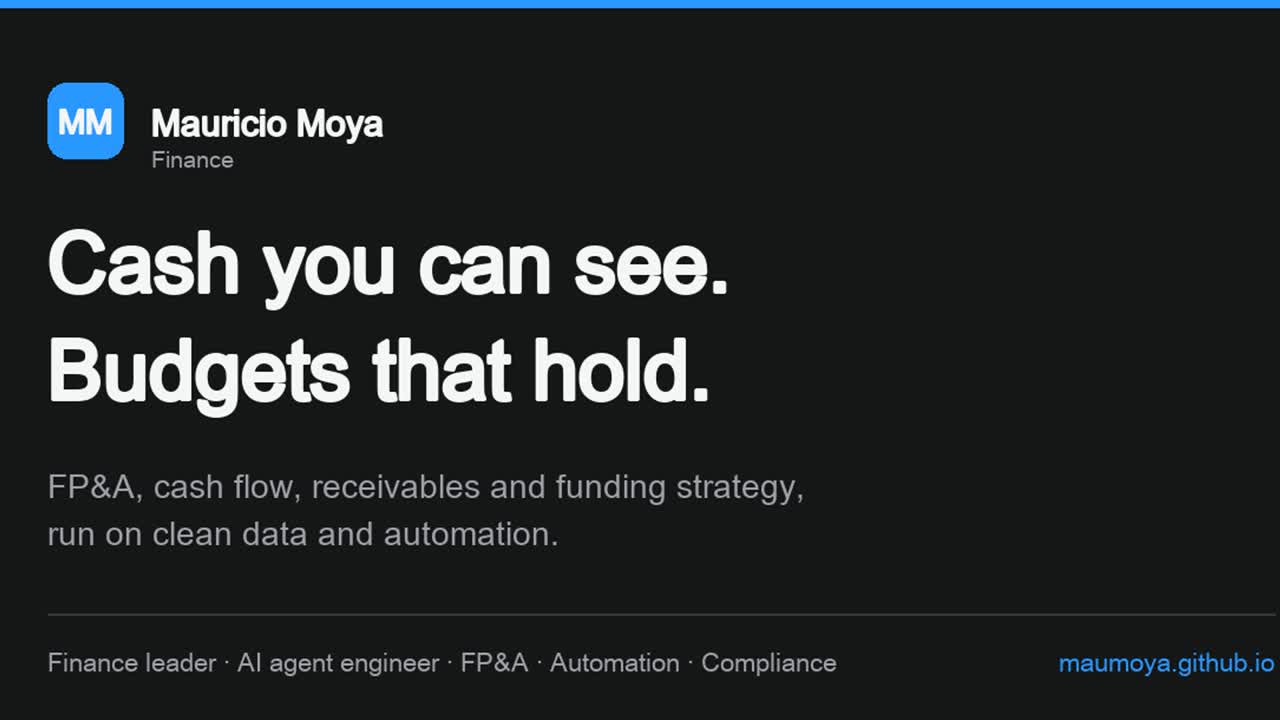 MM
Mauricio Moya
Finance
Cash you can see.
Budgets that hold.
FP&A, cash flow, receivables and funding strategy,
run on clean data and automation.
Finance leader · AI agent engineer · FP&A · Automation · Compliance
maumoya.github.io